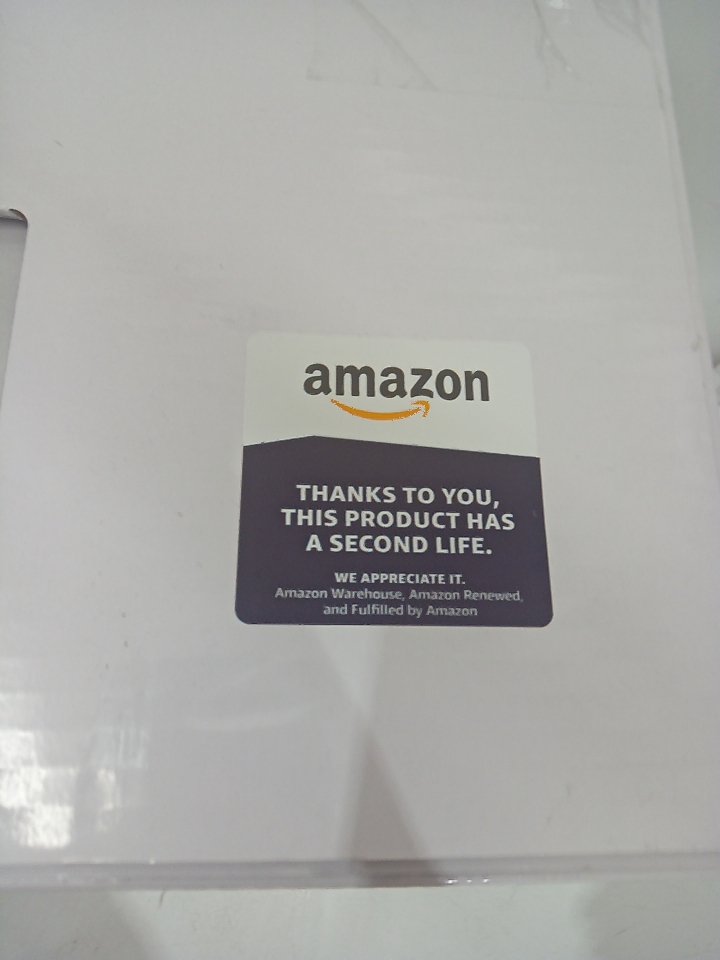 amazon
THANKS TO YOU,
THIS PRODUCT HAS
A SECOND LIFE.
WE APPRECIATE IT.
Amazon Warehouse, Amazon Renewed,
and Fulfilled by Amazon